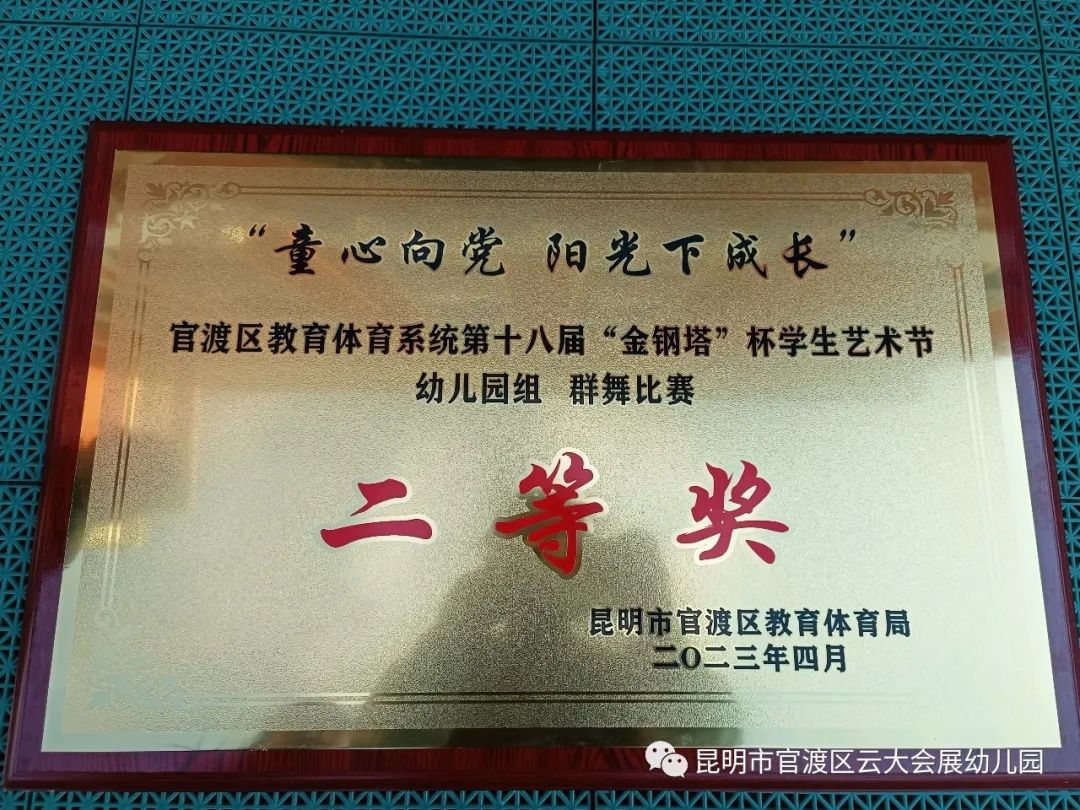 “童心向党 阳光下成长”
官渡区教育体育系统第十八届“金钢塔”杯学生艺术节
幼儿园组 群舞比赛
二等奖
昆明市官渡区教育体育局
二〇二三年四月
昆明市官渡区云大会展幼儿园